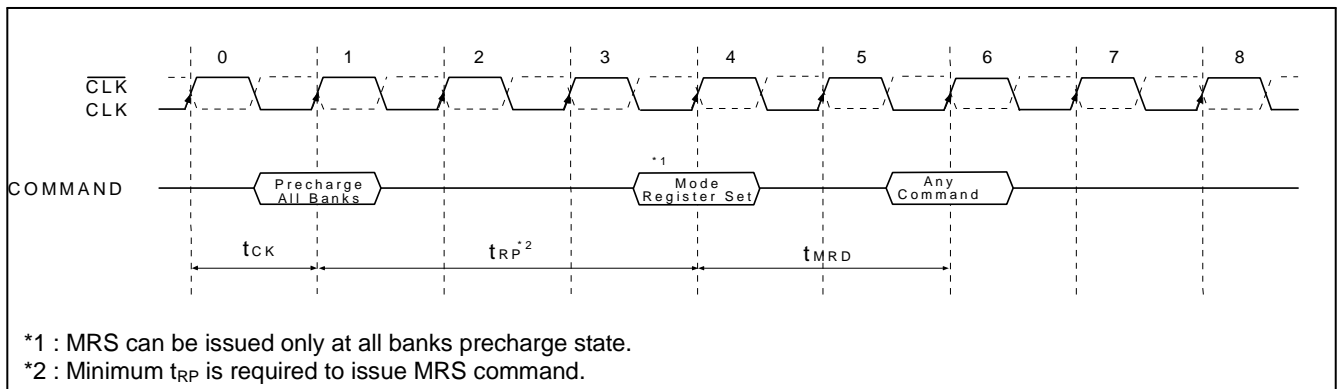 0 1 2 3 4 5 6 7 8
CLK
CLK
COMMAND
Precharge
All Banks
*1
Mode
Register Set
Any
Command
tCK
tRP*2
tMRD
*1 : MRS can be issued only at all banks precharge state.
*2 : Minimum tRP is required to issue MRS command.